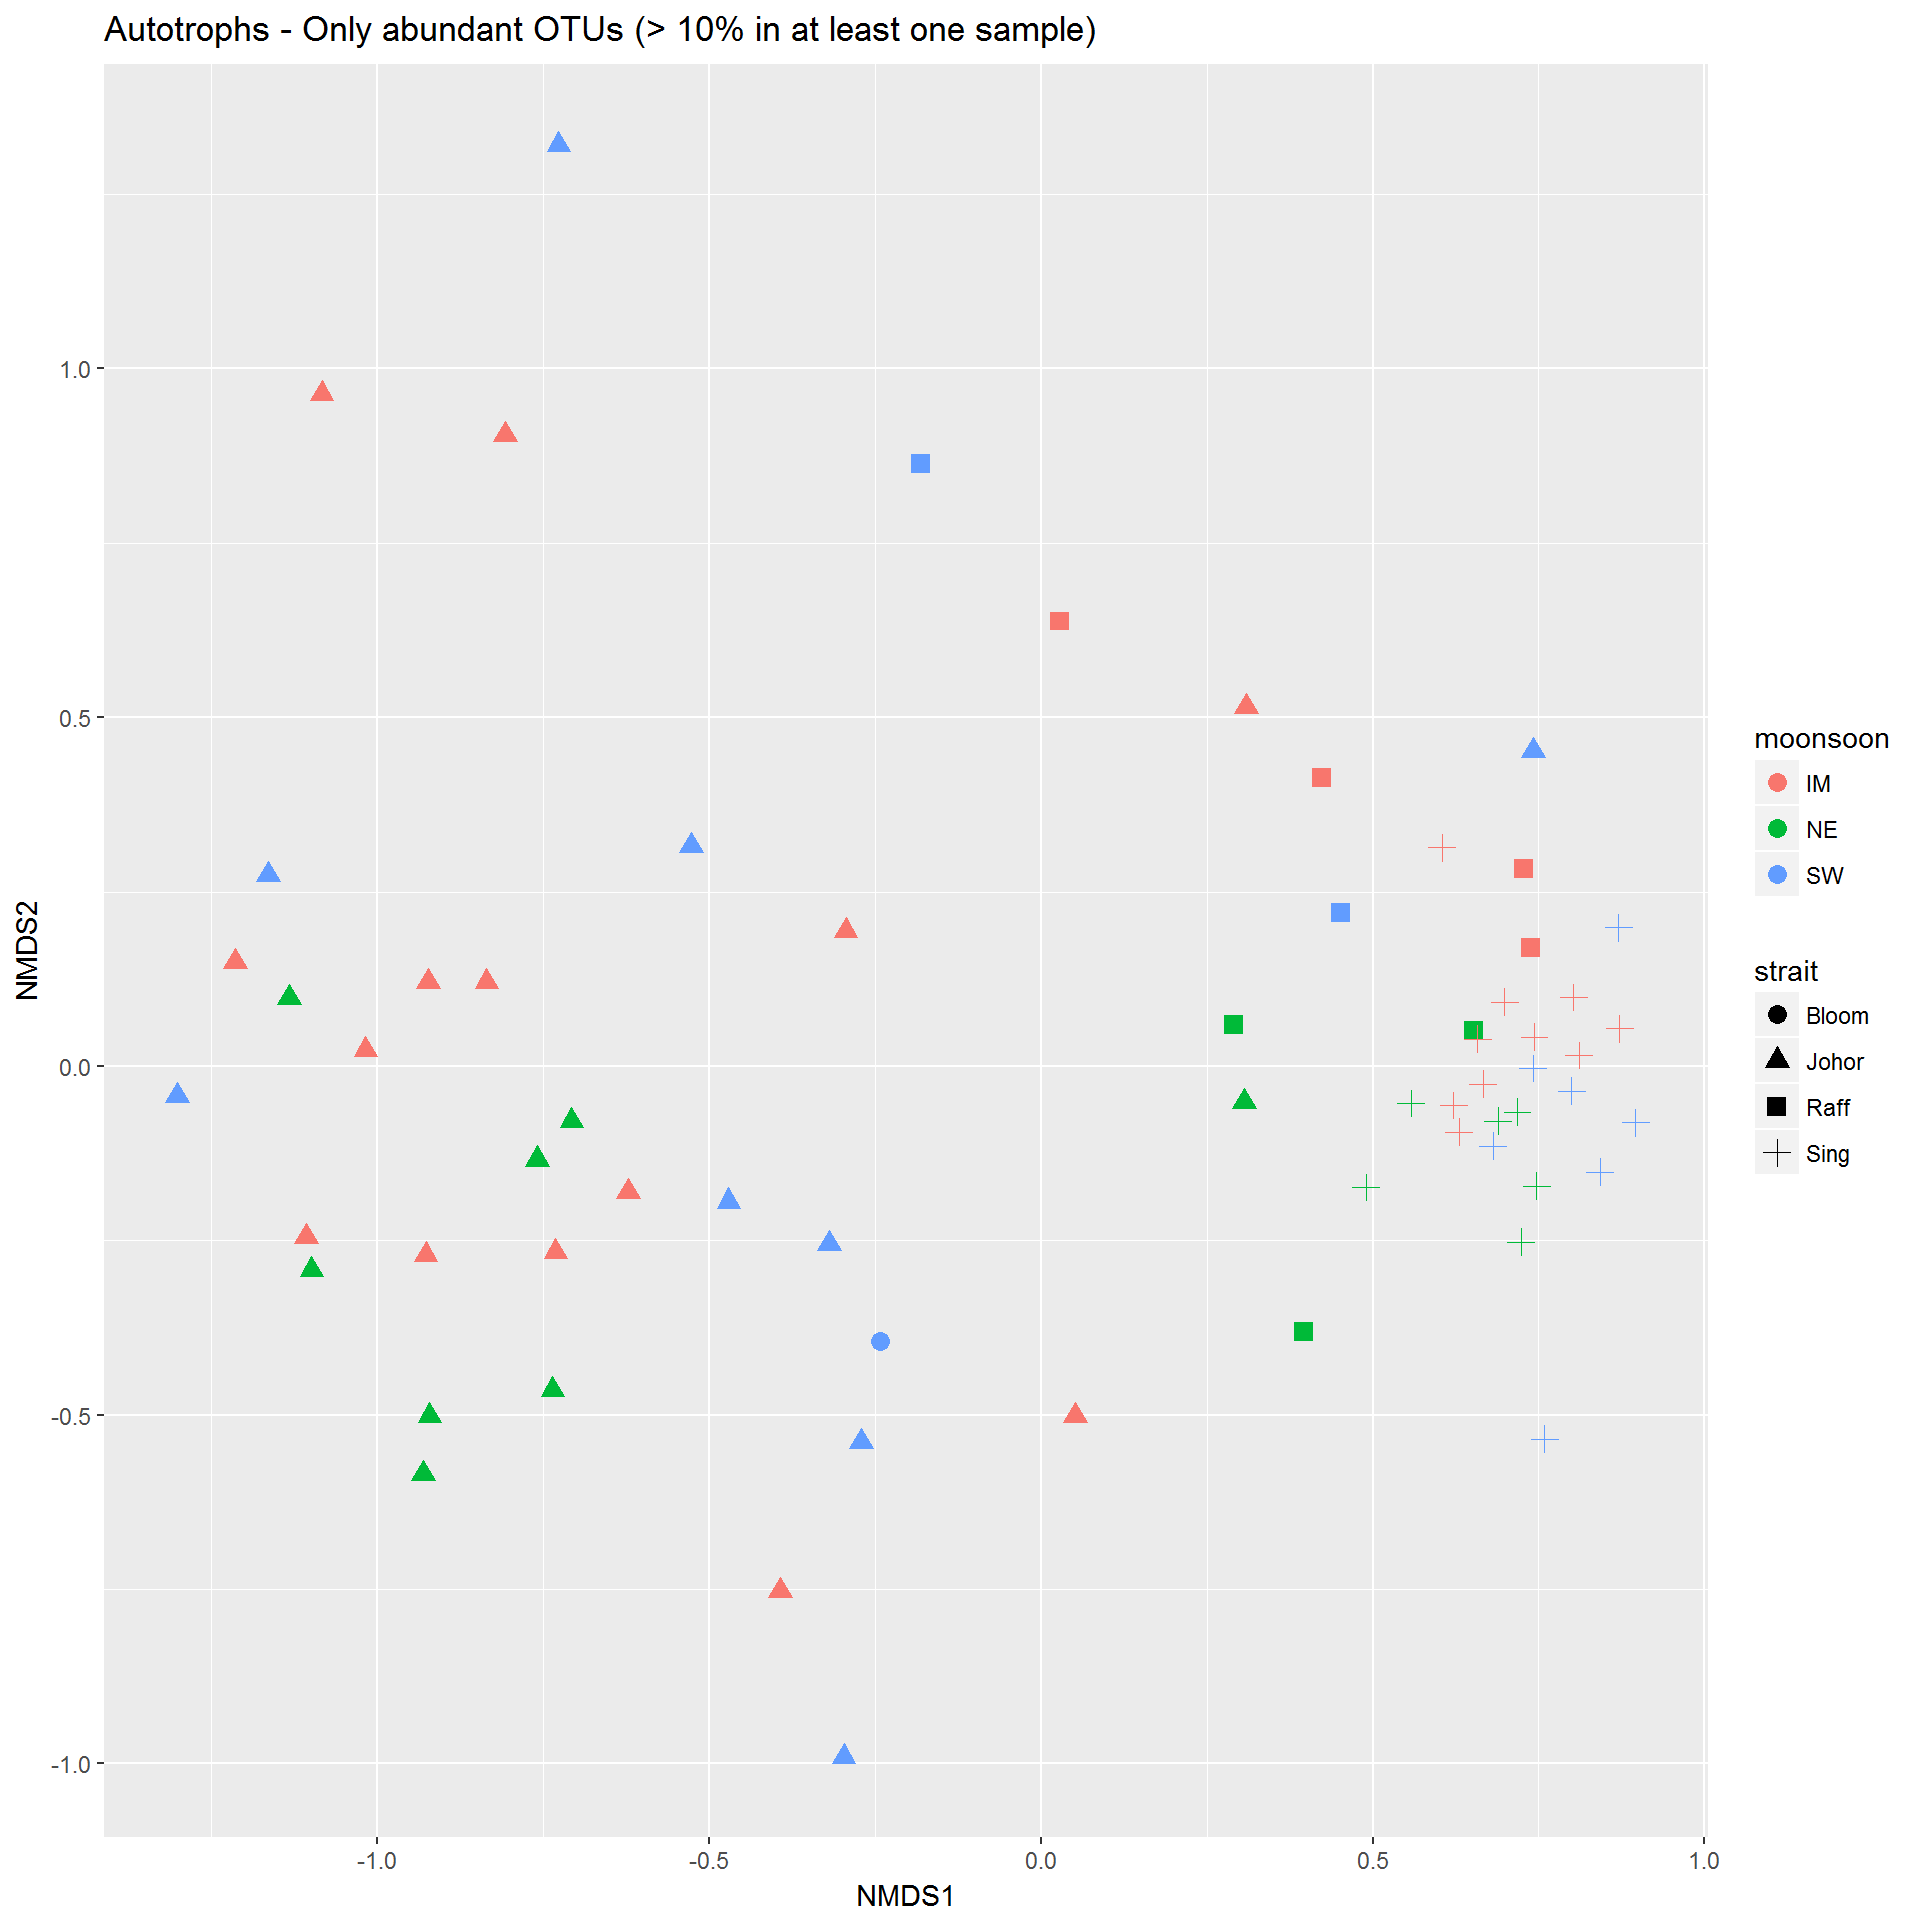 Autotrophs - Only abundant OTUs (> 10% in at least one sample)
1.0
0.5
0.0
-0.5
-1.0
NMDS2
-1.0
-0.5
0.0
0.5
1.0
NMDS1
moonsoon
IM
NE
SW
strait
Bloom
Johor
Raff
Sing